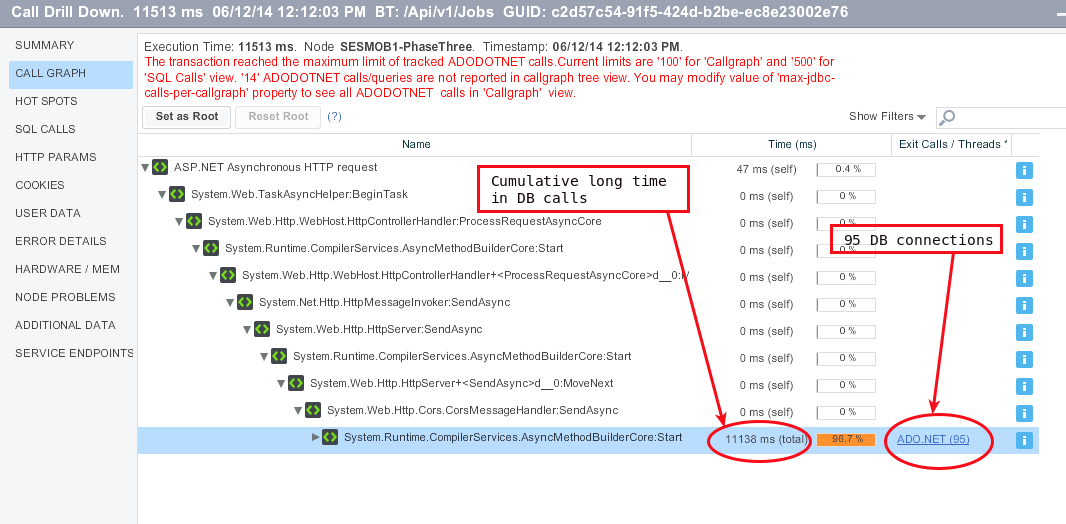 Call Drill Down. 11513 ms 06/12/14 12:12:03 PM BT: /Api/v1/Jobs GUID: c2d57c54-91f5-424d-b2be-ec8e23002e76
SUMMARY
CALL GRAPH
HOT SPOTS
SQL CALLS
HTTP PARAMS
COOKIES
USER DATA
ERROR DETAILS
HARDWARE / MEM
NODE PROBLEMS
ADDITIONAL DATA
SERVICE ENDPOINTS
Execution Time: 11513 ms. Node SESMOB1-PhaseThree. Timestamp: 06/12/14 12:12:03 PM.
The transaction reached the maximum limit of tracked ADODOTNET calls.Current limits are '100' for 'Callgraph' and '500' for
'SQL Calls' view. '14' ADODOTNET calls/queries are not reported in callgraph tree view. You may modify value of 'max-jdbc-
calls-per-callgraph' property to see all ADODOTNET calls in 'Callgraph' view.
Set as Root Reset Root (?) Show Filters
Name Time (ms) Exit Calls / Threads *
ASP.NET Asynchronous HTTP request 47 ms (self) 0.4 %
System.Web.TaskAsyncHelper:BeginTask 0 ms (self) 0 %
Cumulative long time
in DB calls
System.Web.Http.WebHost.HttpControllerHandler:ProcessRequestAsyncCore 0 ms (self) 0 %
95 DB connections
System.Runtime.CompilerServices.AsyncMethodBuilderCore:Start 0 ms (self) 0 %
System.Web.Http.WebHost.HttpControllerHandler+<ProcessRequestAsyncCore>d__0: 0 ms (self) 0 %
System.Net.Http.HttpMessageInvoker:SendAsync 0 ms (self) 0 %
System.Web.Http.HttpServer:SendAsync 0 ms (self) 0 %
System.Runtime.CompilerServices.AsyncMethodBuilderCore:Start 0 ms (self) 0 %
System.Web.Http.HttpServer+<SendAsync>d__0:MoveNext 0 ms (self) 0 %
System.Web.Http.Cors.CorsMessageHandler:SendAsync 0 ms (self) 0 %
System.Runtime.CompilerServices.AsyncMethodBuilderCore:Start 11138 ms (total) 96.7 % ADO.NET (95)